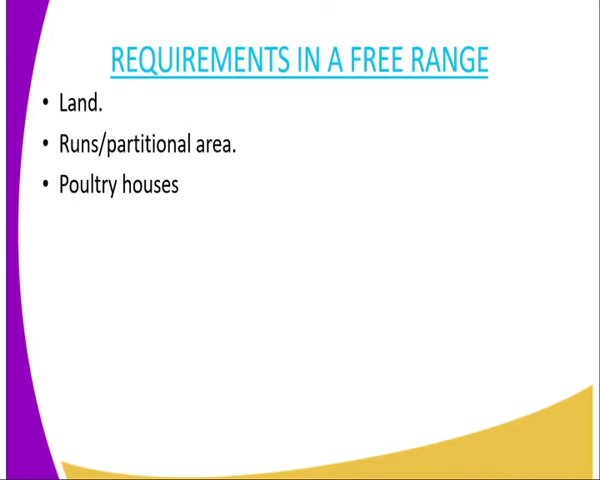 REQUIREMENTS IN A FREE RANGE
• Land.
• Runs/partitional area.
• Poultry houses